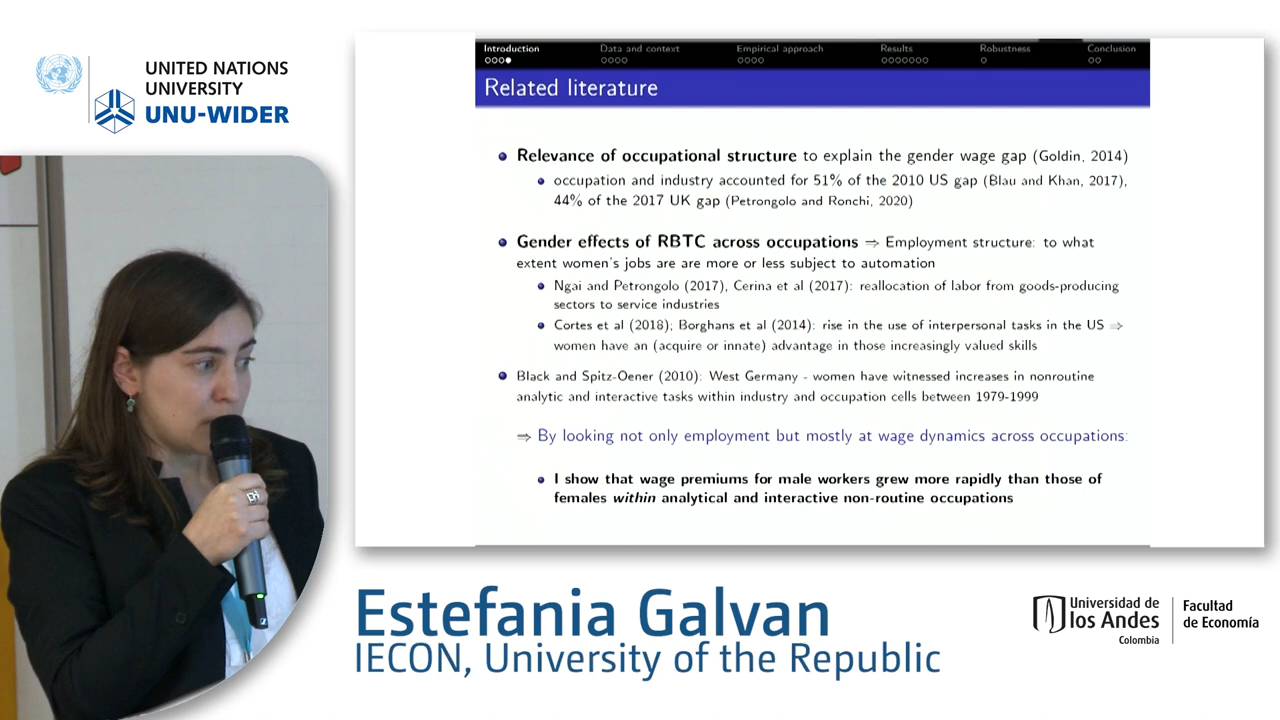 UNITED NATIONS
UNIVERSITY
UNU-WIDER
Introduction
Data and context
Empirical approach
Results
Robustness
Conclusion
Related literature
Relevance of occupational structure to explain the gender wage gap (Goldin, 2014)
occupation and industry accounted for 51% of the 2010 US gap (Blau and Khan, 2017),
44% of the 2017 UK gap (Petrongolo and Ronchi, 2020)
Gender effects of RBTC across occupations ⇒ Employment structure: to what
extent women's jobs are are more or less subject to automation
Ngai and Petrongolo (2017), Cerina et al (2017): reallocation of labor from goods-producing
sectors to service industries
Cortes et al (2018); Borghans et al (2014): rise in the use of interpersonal tasks in the US ⇒
women have an (acquire or innate) advantage in those increasingly valued skills
Black and Spitz-Oener (2010): West Germany - women have witnessed increases in nonroutine
analytic and interactive tasks within industry and occupation cells between 1979-1999
⇒ By looking not only employment but mostly at wage dynamics across occupations:
I show that wage premiums for male workers grew more rapidly than those of
females within analytical and interactive non-routine occupations
Estefania Galvan
IECON, University of the Republic
Universidad de
los Andes
Colombia
Facultad
de Economía